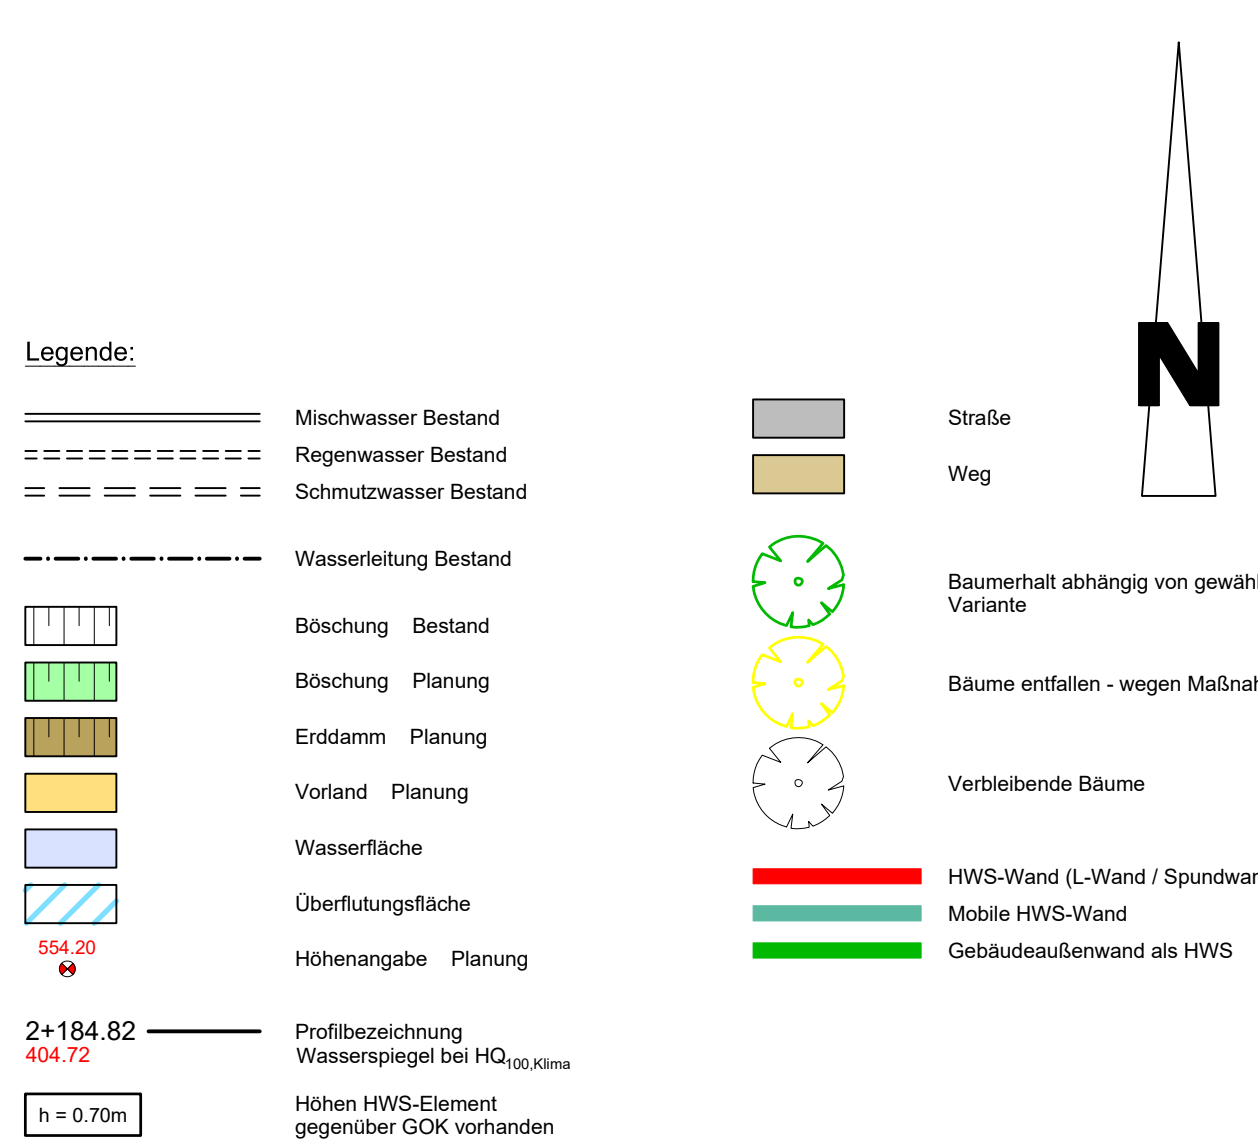 N
Legende:
Mischwasser Bestand
Regenwasser Bestand
Schmutzwasser Bestand
Wasserleitung Bestand
Böschung Bestand
Böschung Planung
Erddamm Planung
Vorland Planung
Wasserfläche
Überflutungsfläche
554.20
Höhenangabe Planung
2+184.82
404.72
Profilbezeichnung
Wasserspiegel bei HQ100,Klima
h = 0.70m
Höhen HWS-Element
gegenüber GOK vorhanden
Straße
Weg
Baumerhalt abhängig von
Variante
Bäume entfallen - wegen
Verbleibende Bäume
HWS-Wand (L-Wand /
Mobile HWS-Wand
Gebäudeaußenwand als HWS